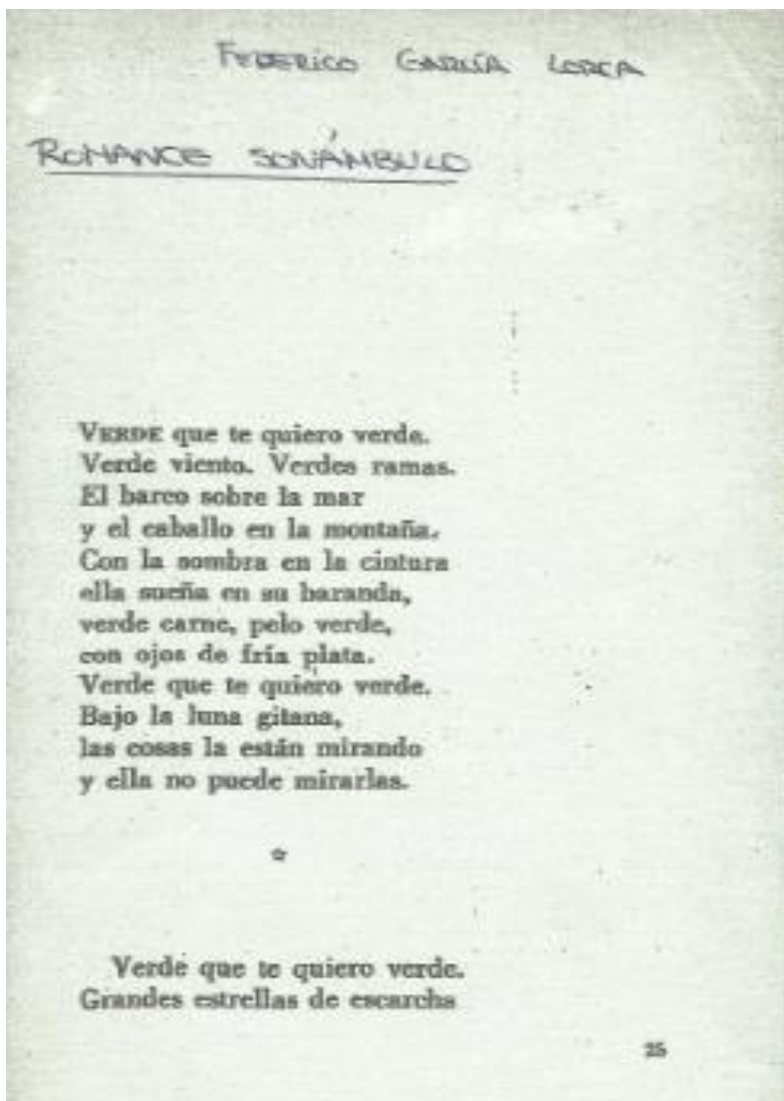 FEDERICO GARCÍA LORCA
ROMANCE SONÁMBULO
VERDE que te quiero verde.
Verde viento. Verdes ramas.
El barco sobre la mar
y el caballo en la montaña.
Con la sombra en la cintura
ella sueña en su baranda,
verde carne, pelo verde,
con ojos de fría plata.
Verde que te quiero verde.
Bajo la luna gitana,
las cosas la están mirando
y ella no puede mirarlas.
*
Verde que te quiero verde.
Grandes estrellas de escarcha
25